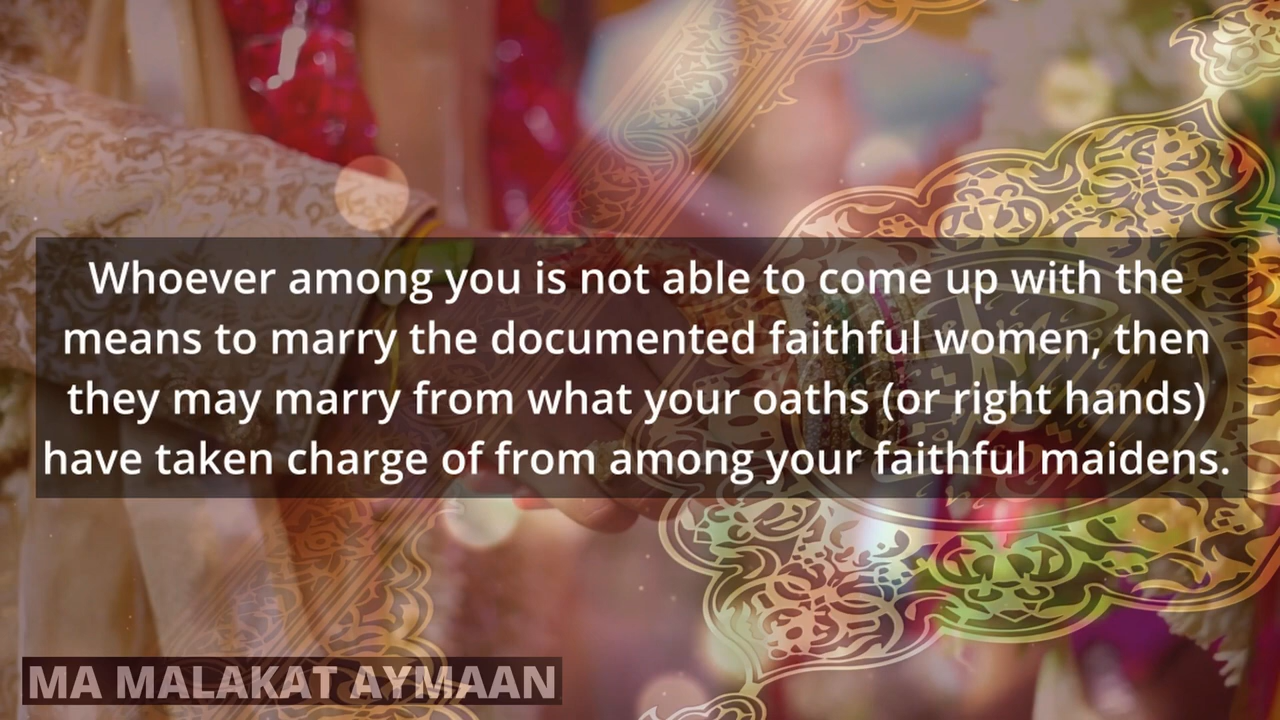 Whoever among you is not able to come up with the
means to marry the documented faithful women, then
they may marry from what your oaths (or right hands)
have taken charge of from among your faithful maidens.
MA MALAKAT AYMAAN